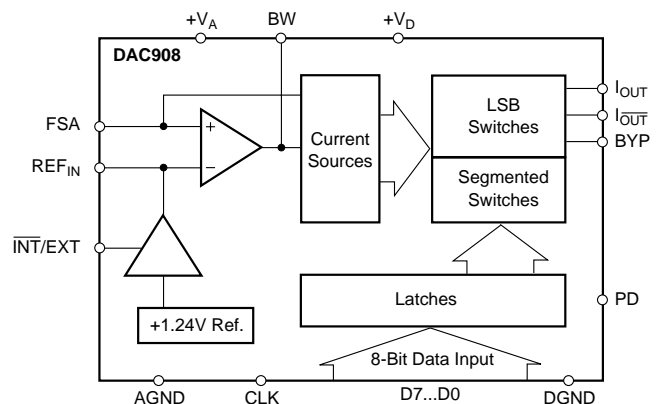 +VA BW +VD
DAC908
FSA
REFIN
INT/EXT
+
–
+1.24V Ref.
Current
Sources
LSB
Switches
Segmented
Switches
Latches
8-Bit Data Input
IOUT
IOUT
BYP
PD
AGND CLK D7...D0 DGND